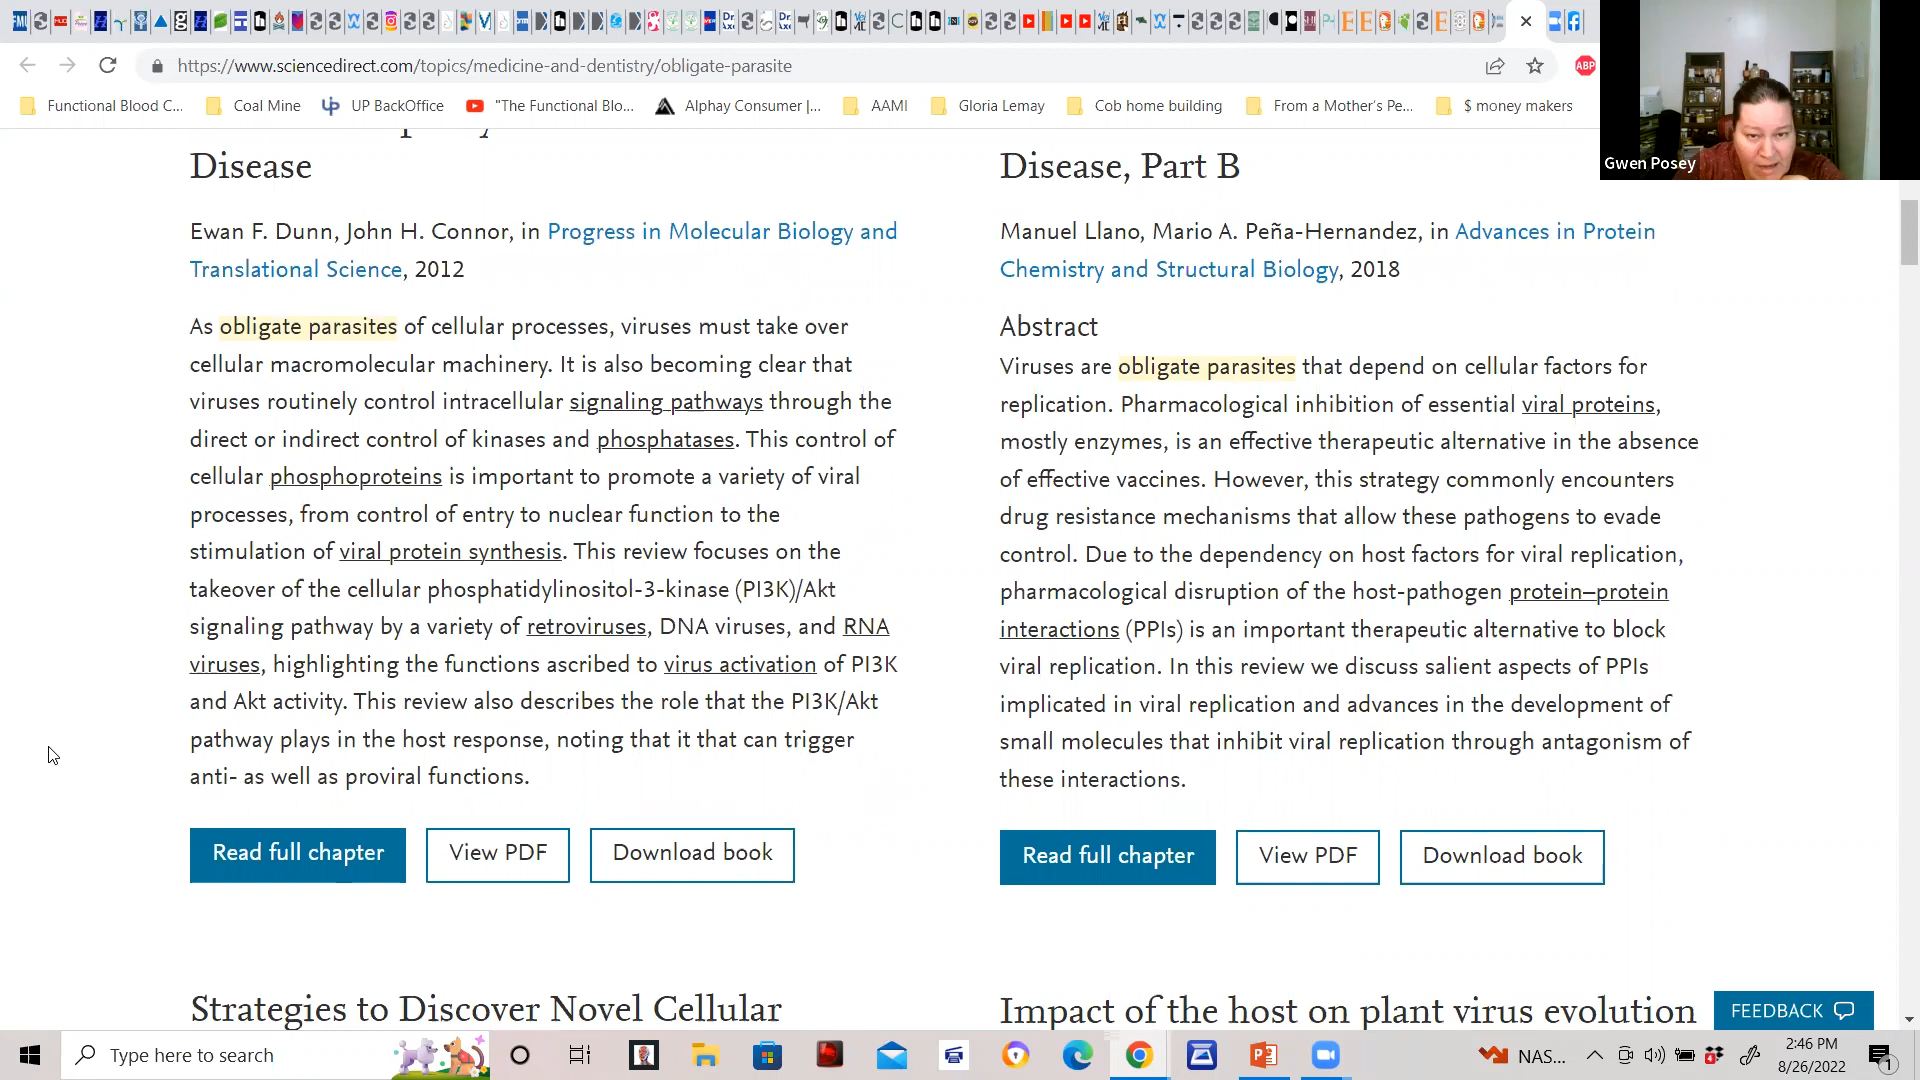 https://www.sciencedirect.com/topics/medicine-and-dentistry/obligate-parasite
ABP
Functional Blood C...
Coal Mine
UP BackOffice
"The Functional Blo...
Alphay Consumer |...
AAMI
Gloria Lemay
Cob home building
From a Mother's Pe...
$ money makers
Gwen Posey
Disease
Ewan F. Dunn, John H. Connor, in Progress in Molecular Biology and
Translational Science, 2012
As obligate parasites of cellular processes, viruses must take over
cellular macromolecular machinery. It is also becoming clear that
viruses routinely control intracellular signaling pathways through the
direct or indirect control of kinases and phosphatases. This control of
cellular phosphoproteins is important to promote a variety of viral
processes, from control of entry to nuclear function to the
stimulation of viral protein synthesis. This review focuses on the
takeover of the cellular phosphatidylinositol-3-kinase (PI3K)/Akt
signaling pathway by a variety of retroviruses, DNA viruses, and RNA
viruses, highlighting the functions ascribed to virus activation of PI3K
and Akt activity. This review also describes the role that the PI3K/Akt
pathway plays in the host response, noting that it that can trigger
anti- as well as proviral functions.
Read full chapter
View PDF
Download book
Strategies to Discover Novel Cellular
Disease, Part B
Manuel Llano, Mario A. Peña-Hernandez, in Advances in Protein
Chemistry and Structural Biology, 2018
Abstract
Viruses are obligate parasites that depend on cellular factors for
replication. Pharmacological inhibition of essential viral proteins,
mostly enzymes, is an effective therapeutic alternative in the absence
of effective vaccines. However, this strategy commonly encounters
drug resistance mechanisms that allow these pathogens to evade
control. Due to the dependency on host factors for viral replication,
pharmacological disruption of the host-pathogen protein–protein
interactions (PPIs) is an important therapeutic alternative to block
viral replication. In this review we discuss salient aspects of PPIs
implicated in viral replication and advances in the development of
small molecules that inhibit viral replication through antagonism of
these interactions.
Read full chapter
View PDF
Download book
Impact of the host on plant virus evolution
FEEDBACK
Type here to search
NAS...
2:46 PM
8/26/2022
1